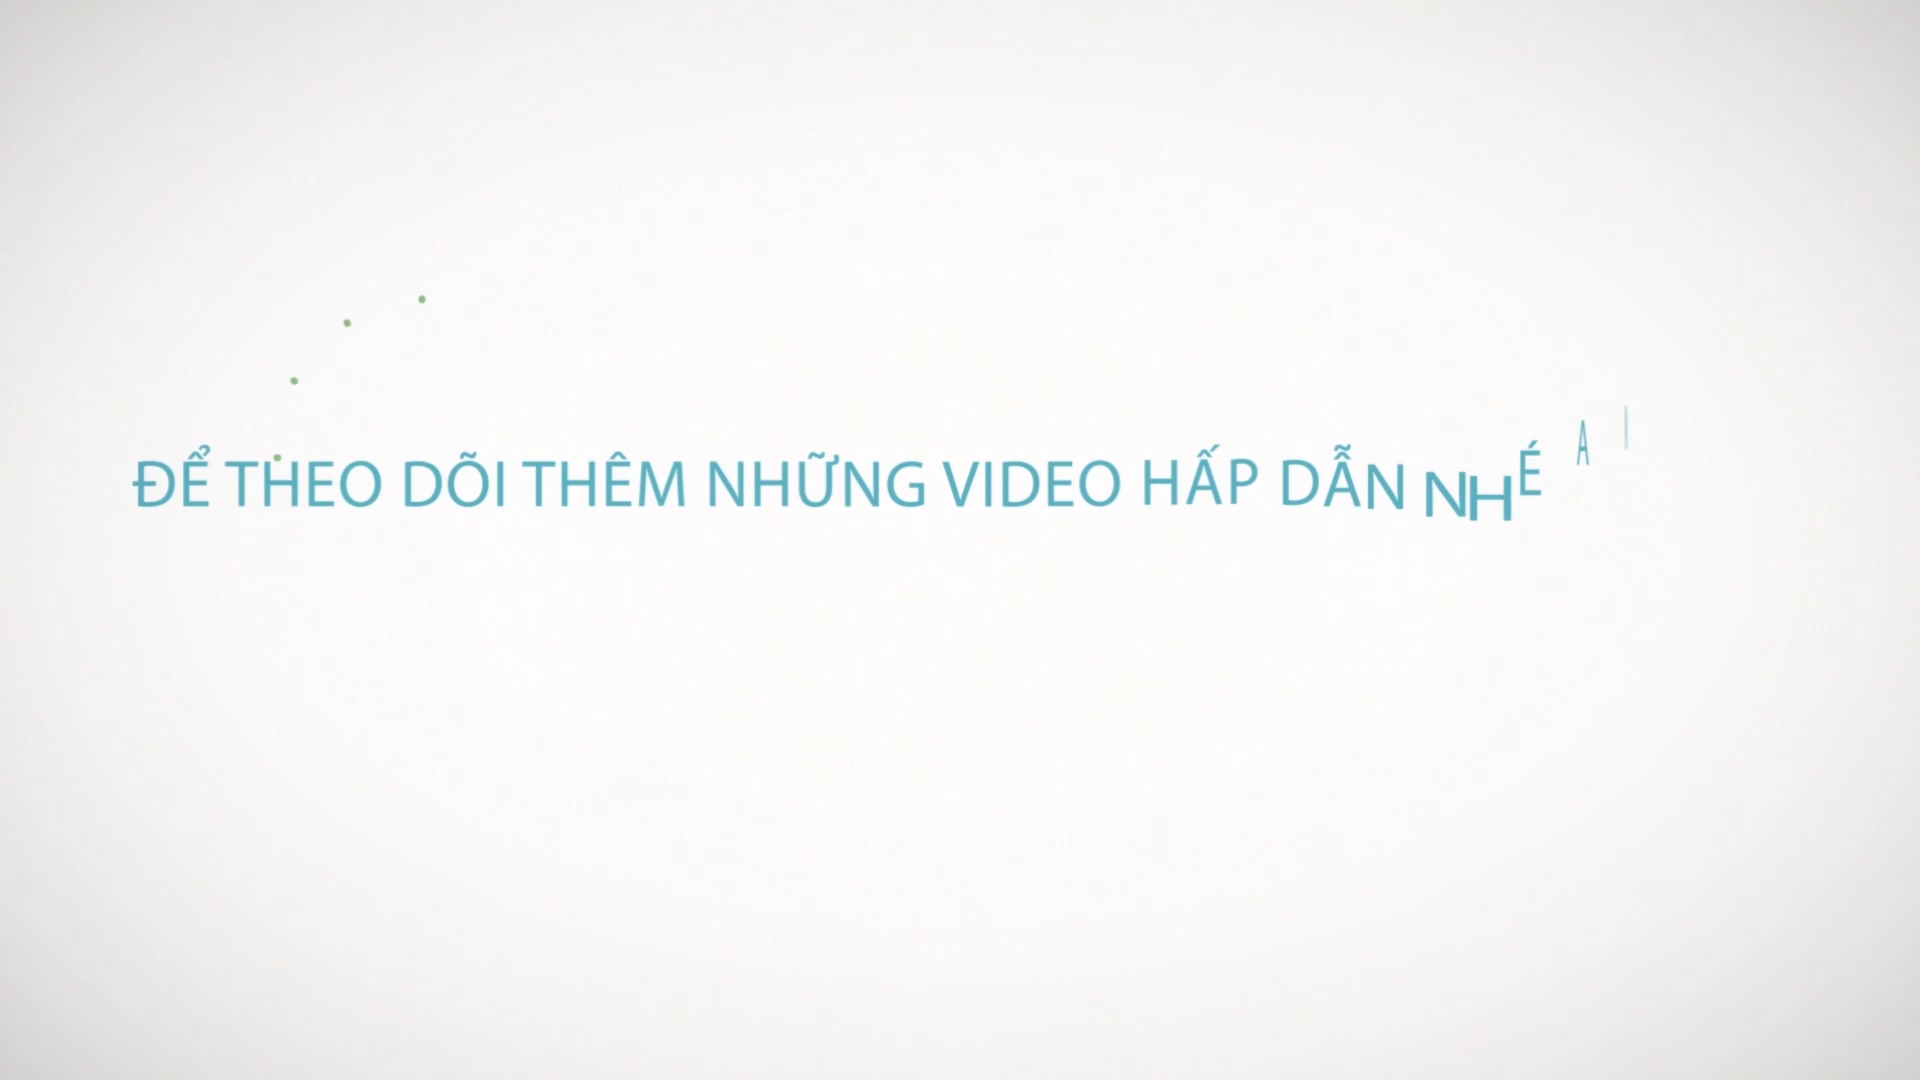 ĐỂ THEO DÕI THÊM NHỮNG VIDEO HẤP DẪN NHÉ